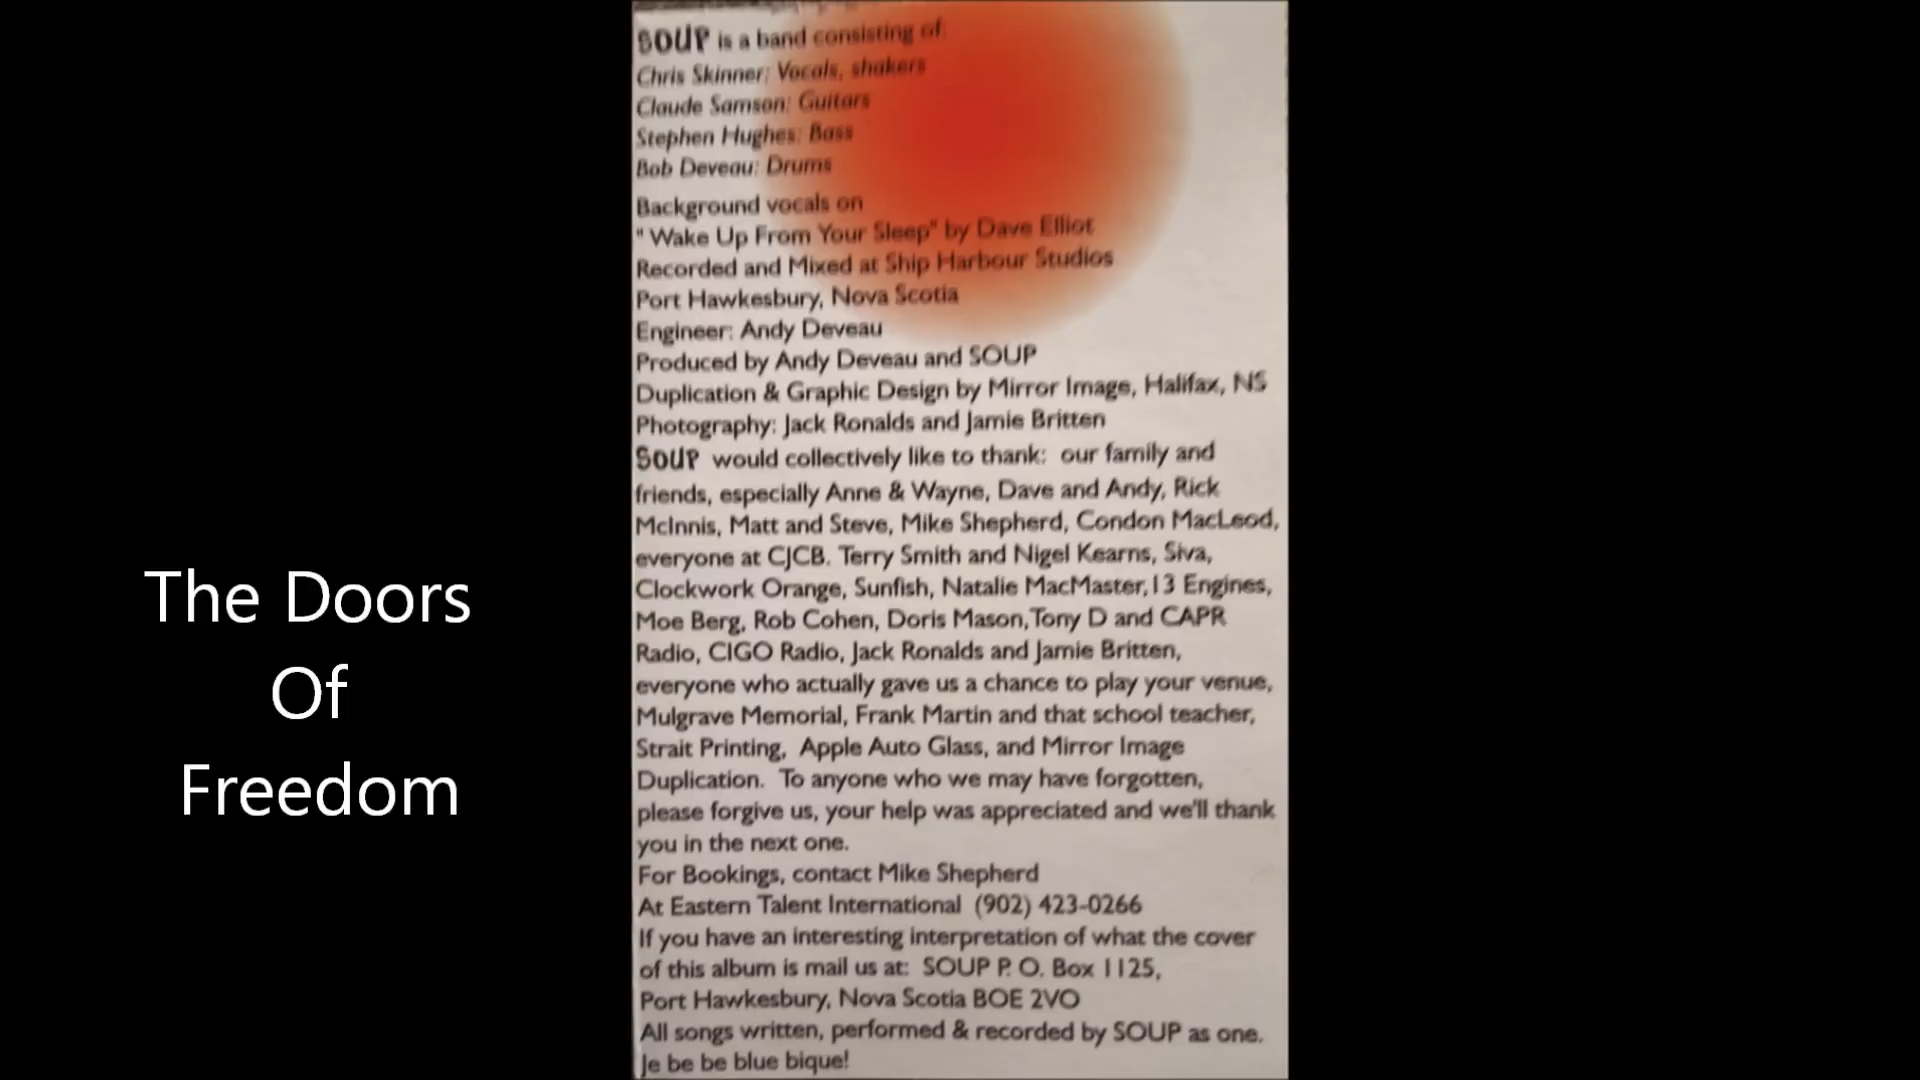 The Doors
Of
Freedom
SOUP is a band consisting of:
Chris Skinner: Vocals, shakers
Claude Samson: Guitars
Stephen Hughes: Bass
Bob Deveau: Drums
Background vocals on
" Wake Up From Your Sleep" by Dave Elliot
Recorded and Mixed at Ship Harbour Studios
Port Hawkesbury, Nova Scotia
Engineer: Andy Deveau
Produced by Andy Deveau and SOUP
Duplication & Graphic Design by Mirror Image, Halifax, NS
Photography: Jack Ronalds and Jamie Britten
SOUP would collectively like to thank: our family and
friends, especially Anne & Wayne, Dave and Andy, Rick
McInnis, Matt and Steve, Mike Shepherd, Condon MacLeod,
everyone at CJCB. Terry Smith and Nigel Kearns, Siva,
Clockwork Orange, Sunfish, Natalie MacMaster,13 Engines,
Moe Berg, Rob Cohen, Doris Mason,Tony D and CAPR
Radio, CIGO Radio, Jack Ronalds and Jamie Britten,
everyone who actually gave us a chance to play your venue,
Mulgrave Memorial, Frank Martin and that school teacher,
Strait Printing, Apple Auto Glass, and Mirror Image
Duplication. To anyone who we may have forgotten,
please forgive us, your help was appreciated and we'll thank
you in the next one.
For Bookings, contact Mike Shepherd
At Eastern Talent International (902) 423-0266
If you have an interesting interpretation of what the cover
of this album is mail us at: SOUP P. O. Box 1125,
Port Hawkesbury, Nova Scotia BOE 2VO
All songs written, performed & recorded by SOUP as one.
Je be be blue bique!